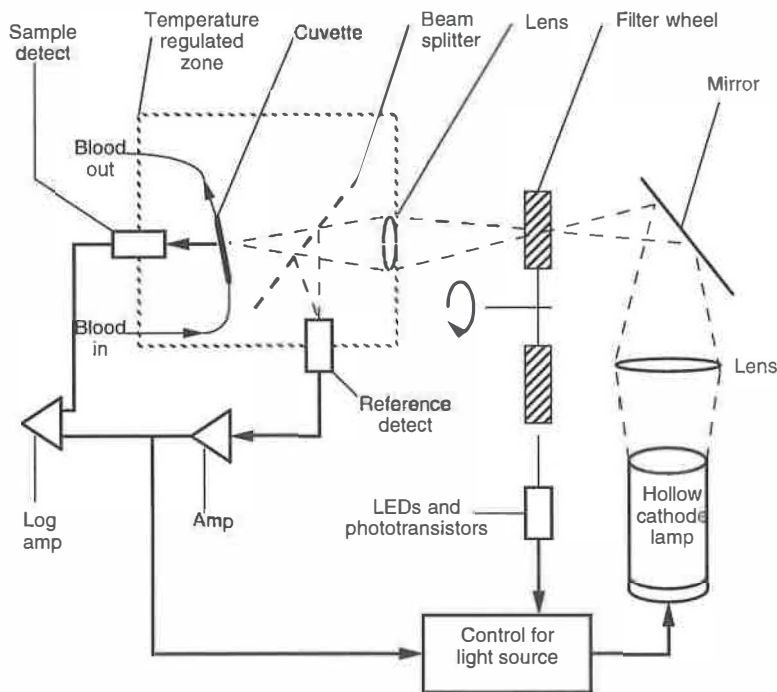 Sample
detect
Temperature
regulated
zone
Cuvette
Beam
splitter
Lens
Filter wheel
Mirror
Blood
out
Blood
in
Reference
detect
Lens
Log
amp
Amp
LEDs and
phototransistors
Hollow
cathode
lamp
Control for
light source